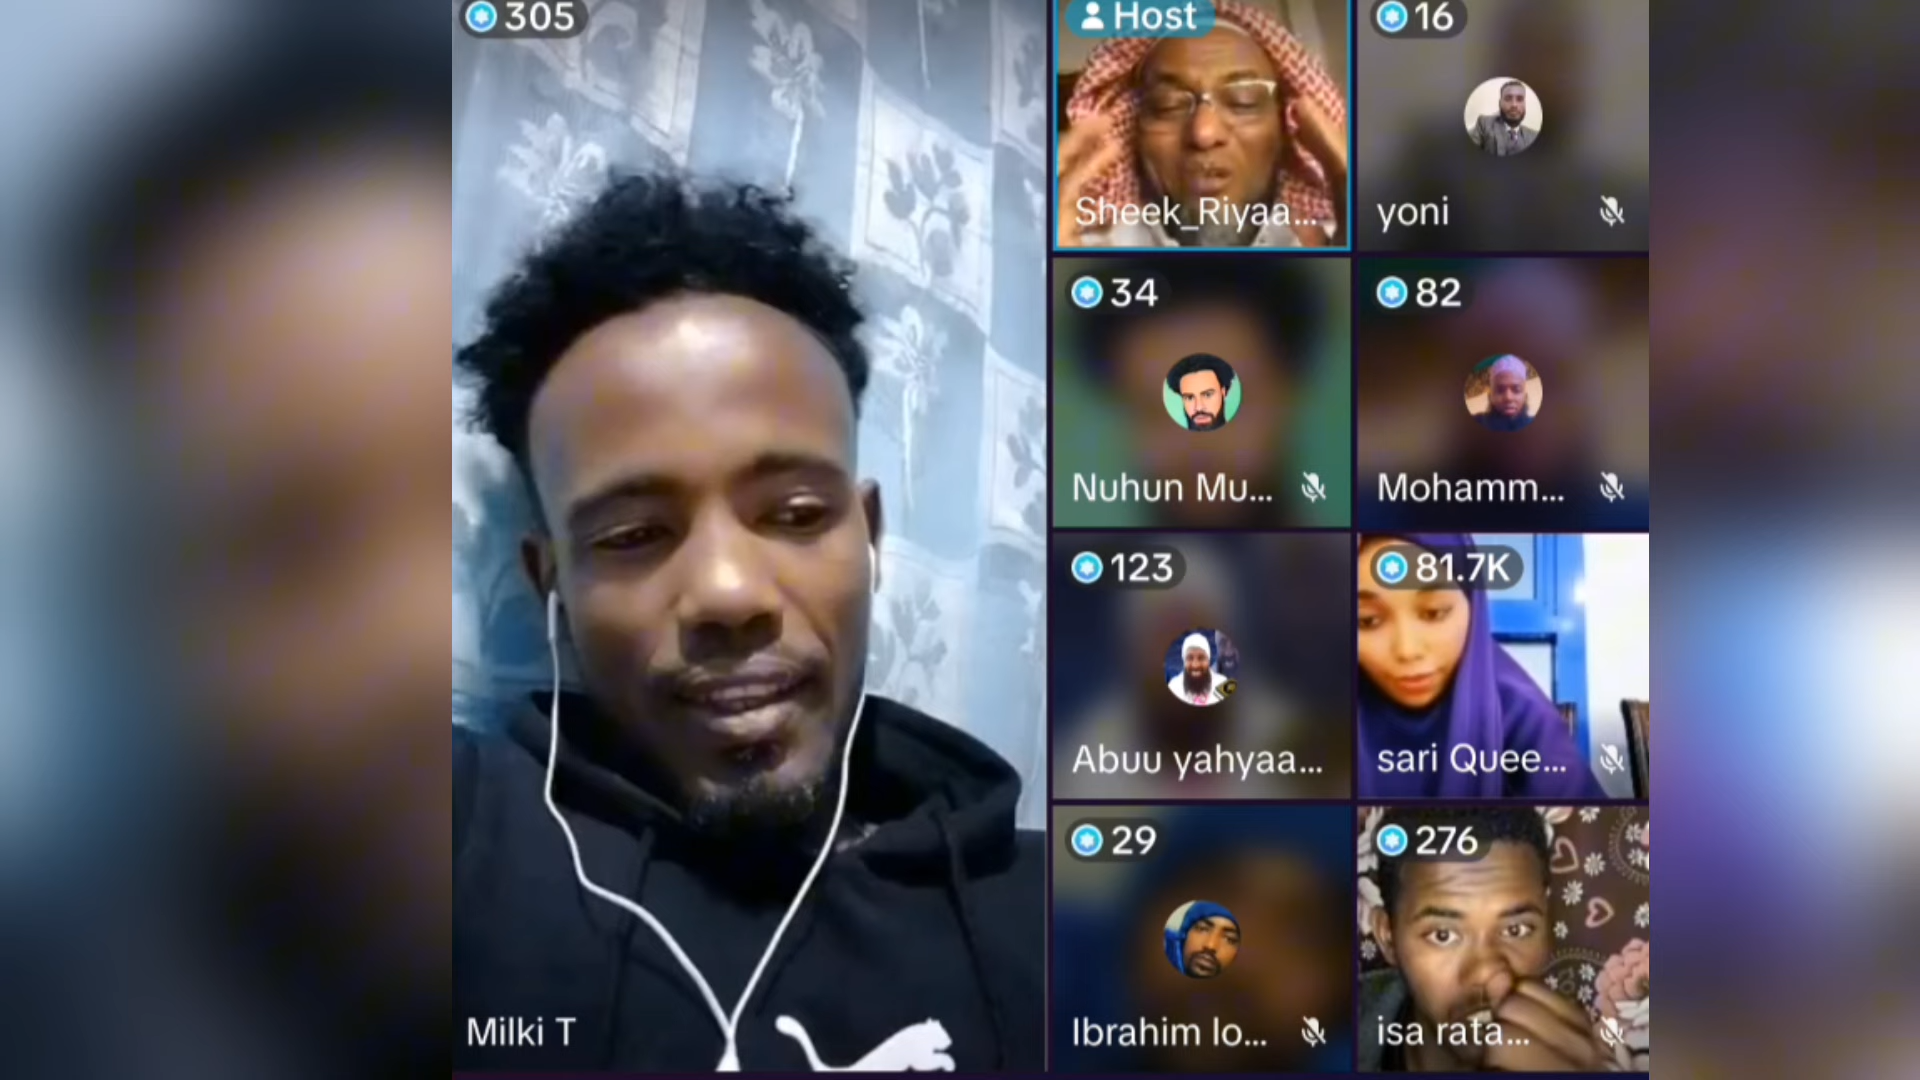 305
Host
16
Sheek_Riyaa...
yoni
34
82
Nuhun Mu...
Mohamm...
123
81.7K
Abuu yahyaa...
sari Quee...
29
276
Milki T
Ibrahim lo...
isa rata...